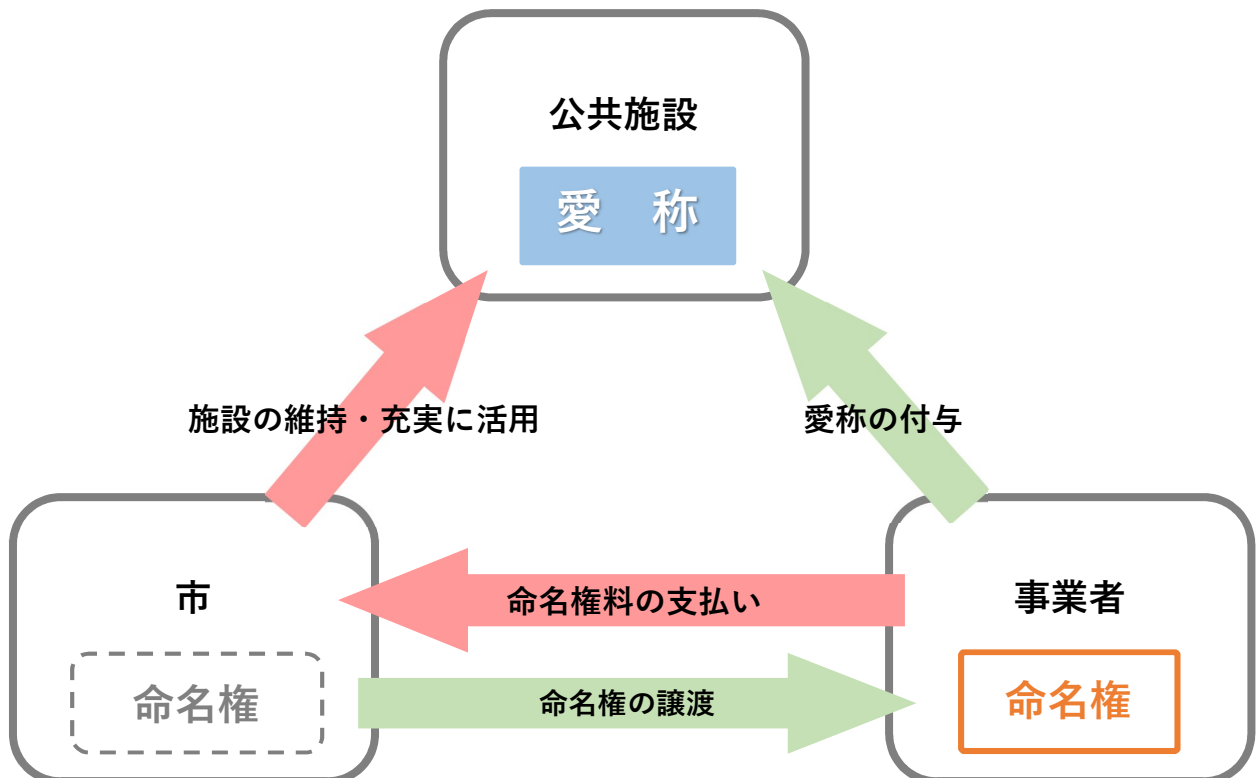 公共施設
愛　称
施設の維持・充実に活用
愛称の付与
市
命名権料の支払い
事業者
命名権
命名権の譲渡
命名権